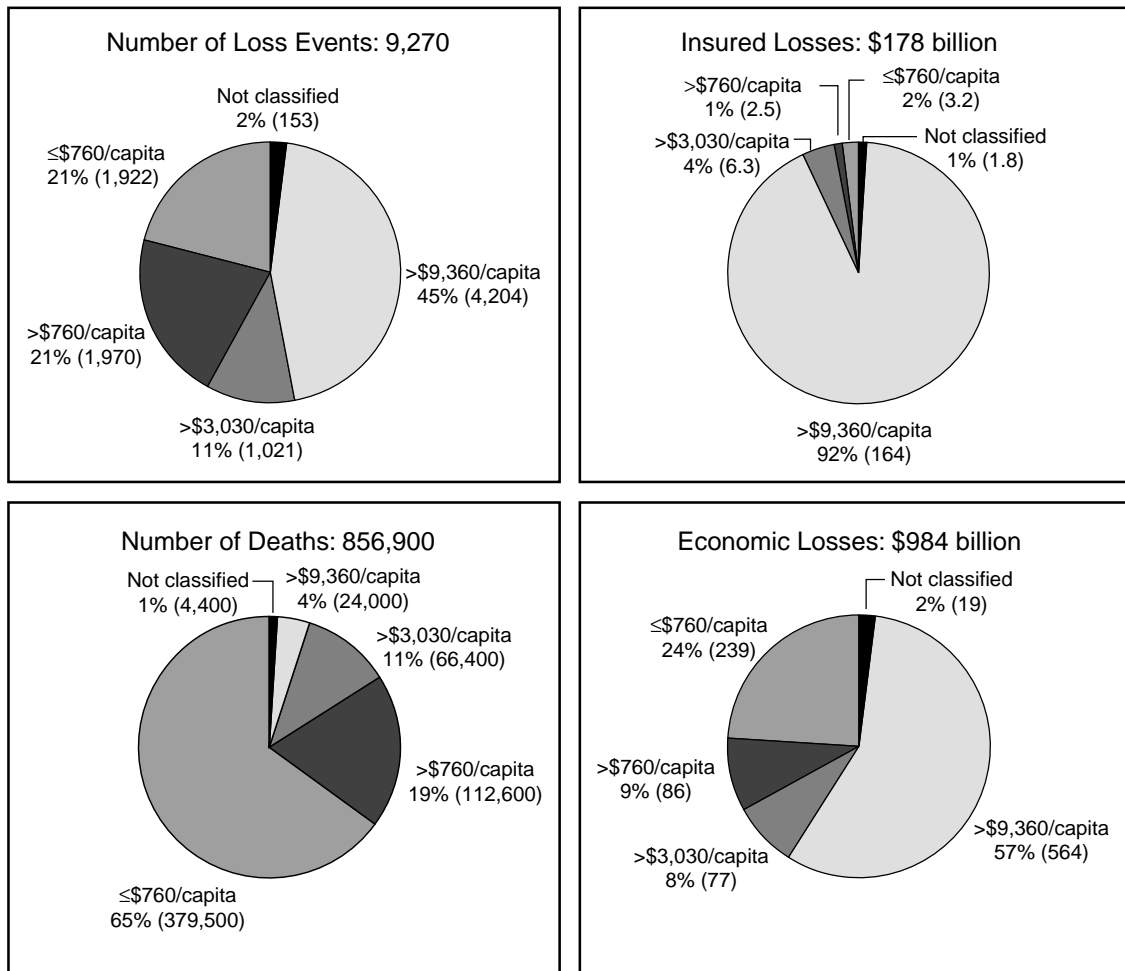 Number of Loss Events: 9,270
Not classified
2% (153)
≤$760/capita
21% (1,922)
>$9,360/capita
45% (4,204)
>$760/capita
21% (1,970)
>$3,030/capita
11% (1,021)
Insured Losses: $178 billion
>$760/capita
1% (2.5)
≤$760/capita
2% (3.2)
>$3,030/capita
4% (6.3)
Not classified
1% (1.8)
>$9,360/capita
92% (164)
Number of Deaths: 856,900
Not classified
1% (4,400)
>$9,360/capita
4% (24,000)
>$3,030/capita
11% (66,400)
>$760/capita
19% (112,600)
≤$760/capita
65% (379,500)
Economic Losses: $984 billion
Not classified
2% (19)
≤$760/capita
24% (239)
>$760/capita
9% (86)
>$9,360/capita
57% (564)
>$3,030/capita
8% (77)